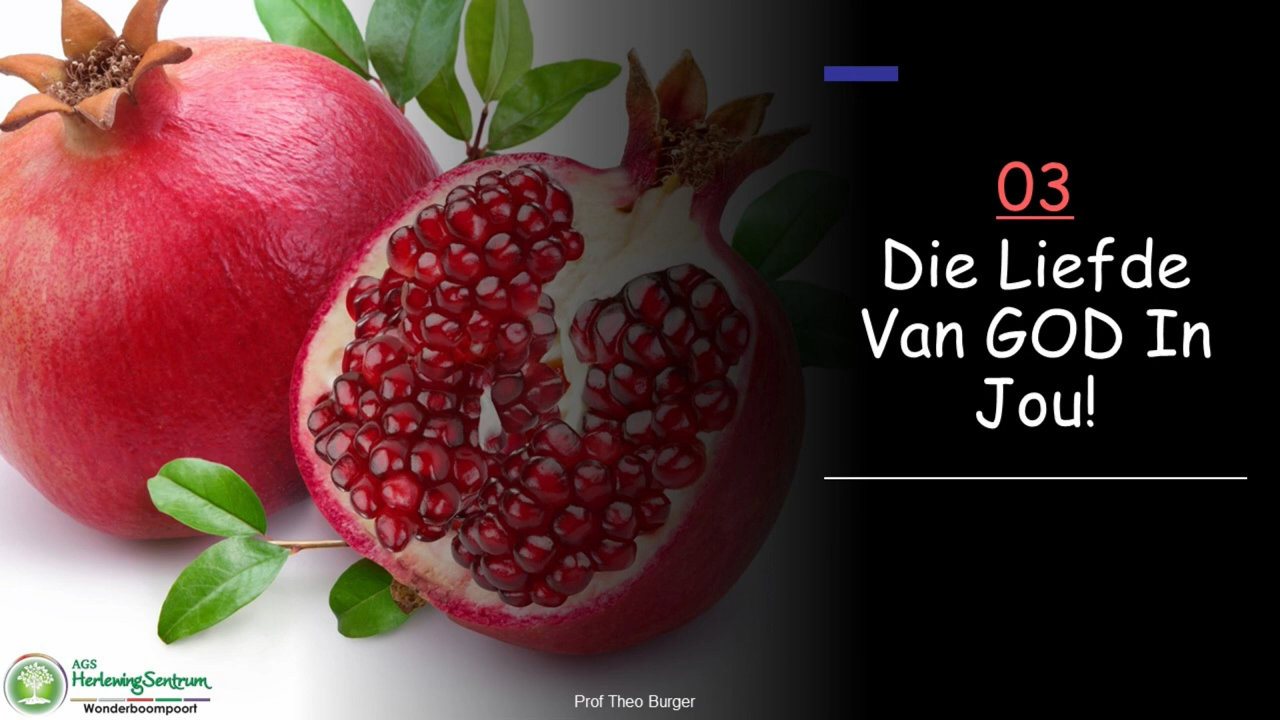 03
Die Liefde
Van GOD In
Jou!
AGS
HerlewingSentrum
Wonderboompoort
Prof Theo Burger